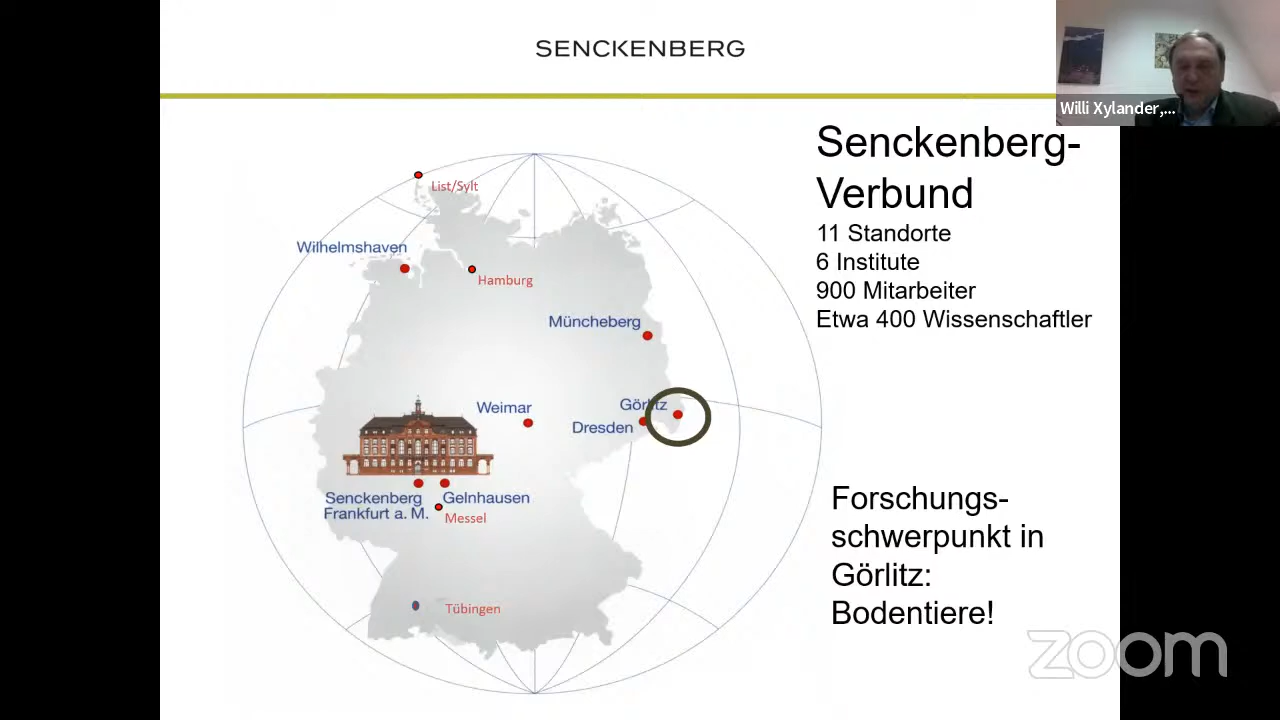 SENCKENBERG
Willi Xylander,...
Senckenberg-
Verbund
11 Standorte
6 Institute
900 Mitarbeiter
Etwa 400 Wissenschaftler
List/Sylt
Wilhelmshaven
Hamburg
Müncheberg
Weimar
Görlitz
Dresden
Senckenberg
Frankfurt a. M.
Gelnhausen
Messel
Tübingen
Forschungs-
schwerpunkt in
Görlitz:
Bodentiere!
zoom